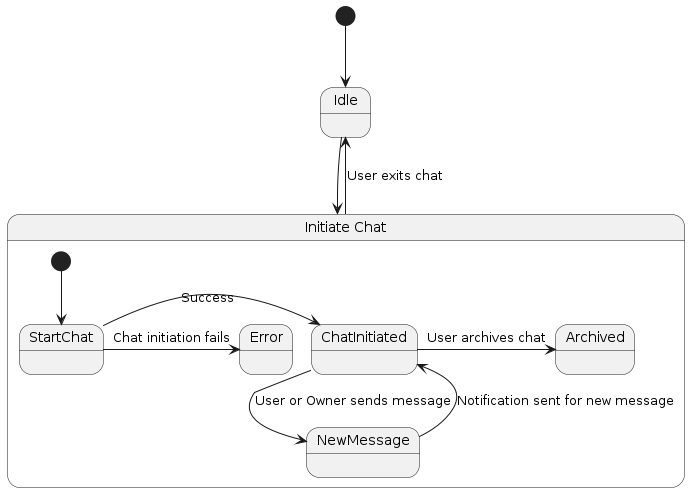 Idle
User exits chat
Initiate Chat
Success
StartChat
Chat initiation fails
Error
ChatInitiated
User archives chat
Archived
User or Owner sends message
Notification sent for new message
NewMessage